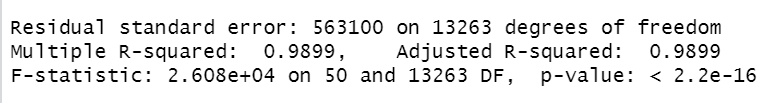 Residual standard error: 563100 on 13263 degrees of freedom
Multiple R-squared:  0.9899,    Adjusted R-squared:  0.9899
F-statistic: 2.608e+04 on 50 and 13263 DF,  p-value: < 2.2e-16